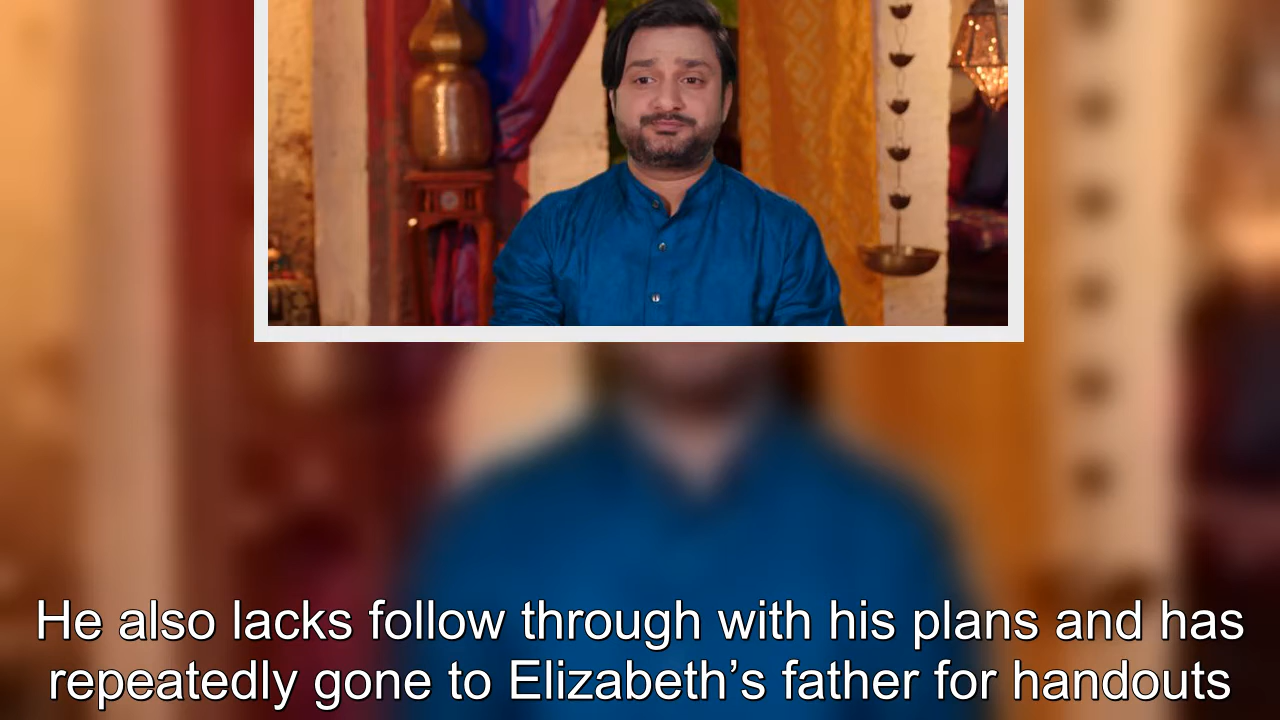 He also lacks follow through with his plans and has
repeatedly gone to Elizabeth’s father for handouts